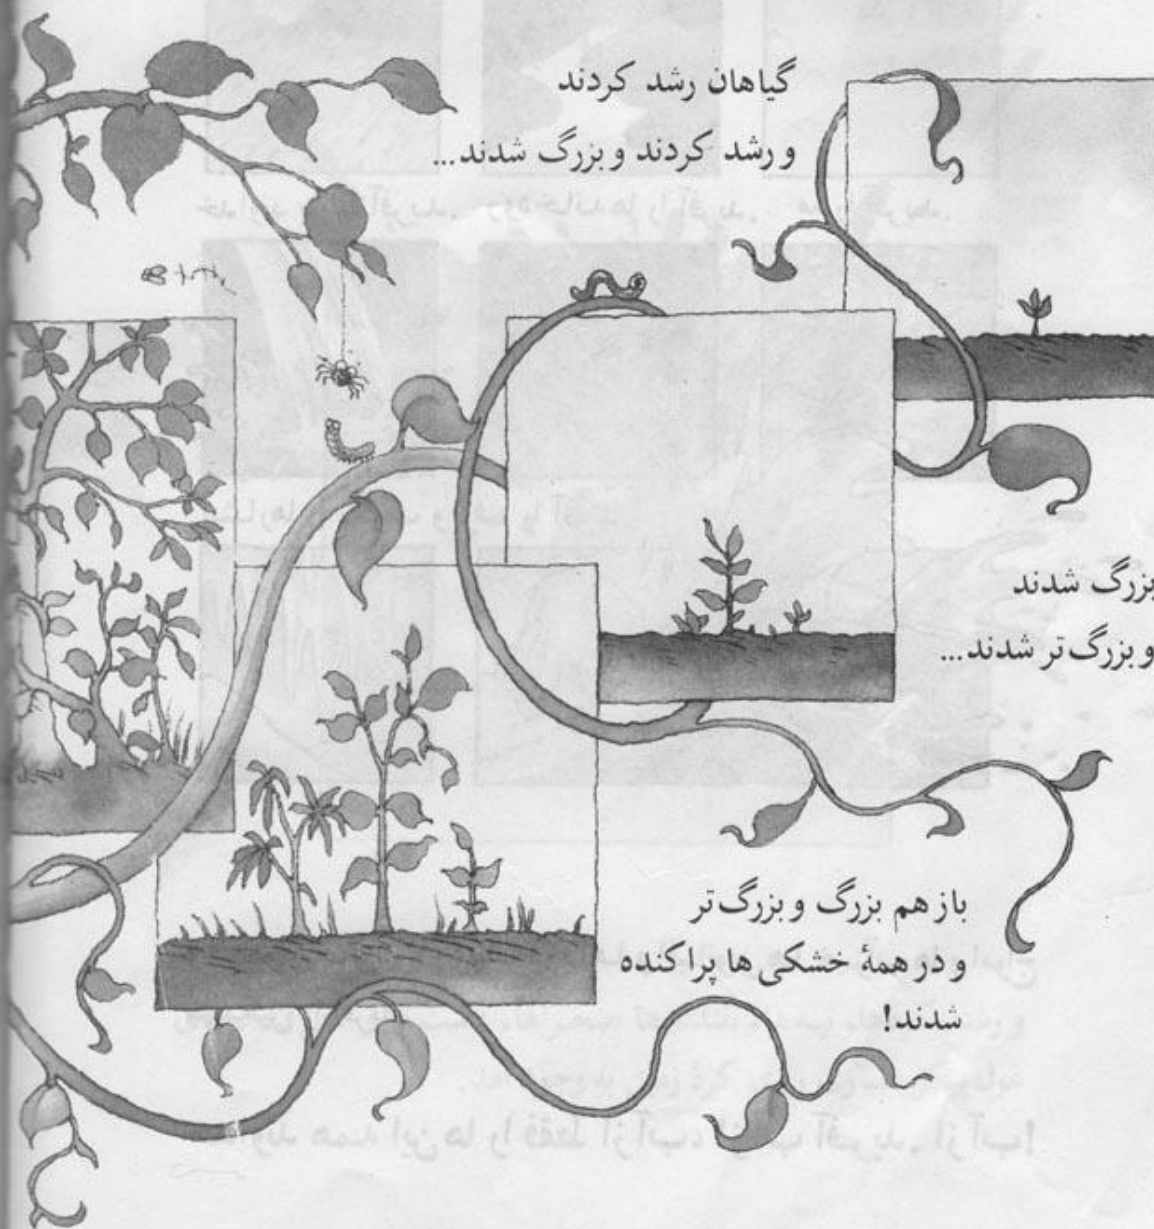 گیاهان رشد کردند
و رشد کردند و بزرگ شدند...
بزرگ شدند
و بزرگ‌تر شدند...
باز هم بزرگ و بزرگ‌تر
و در همهٔ خشکی‌ها پراکنده
شدند!